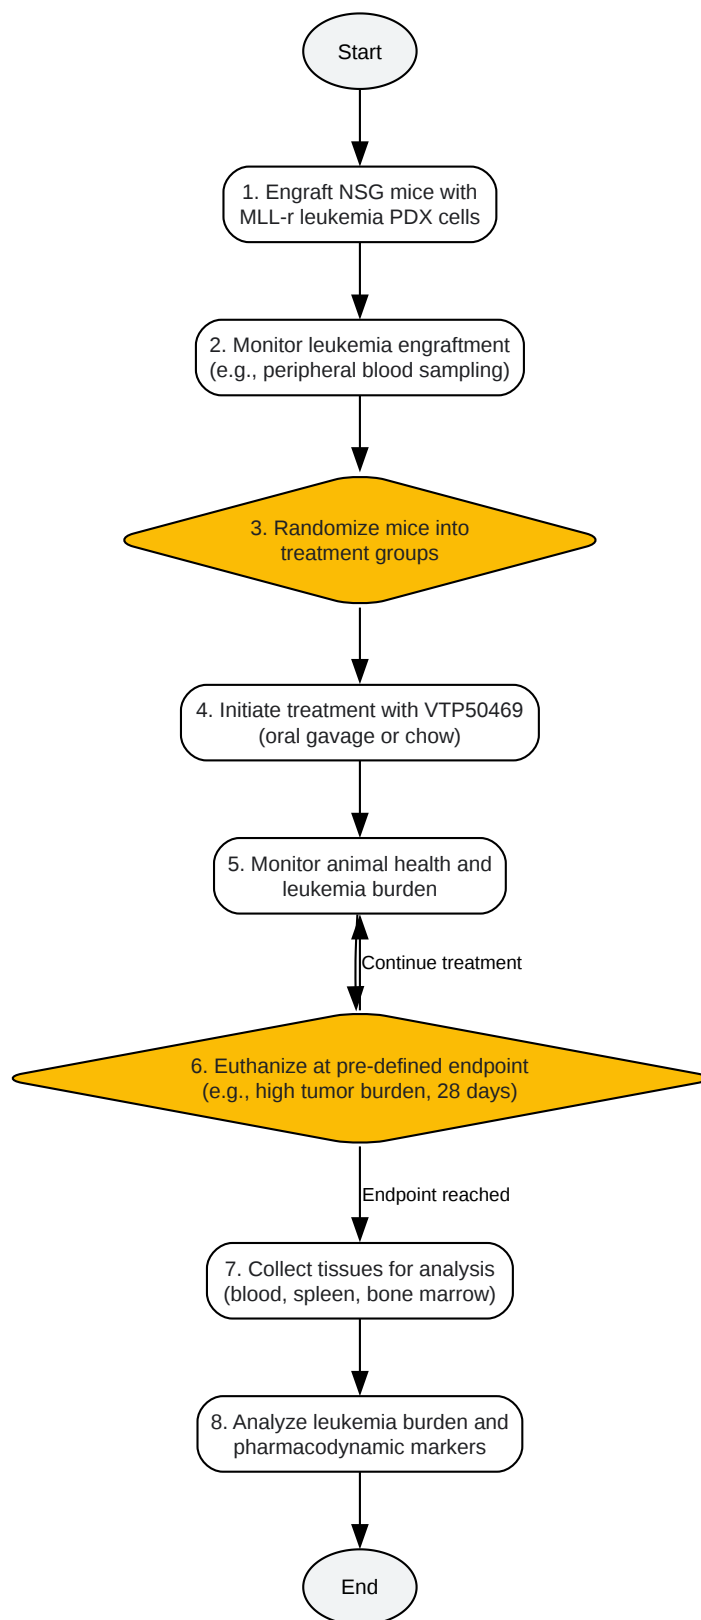 Start
1. Engraft NSG mice with
MLL-r leukemia PDX cells
2. Monitor leukemia engraftment
(e.g., peripheral blood sampling)
3. Randomize mice into
treatment groups
4. Initiate treatment with VTP50469
(oral gavage or chow)
5. Monitor animal health and
leukemia burden
Continue treatment
6. Euthanize at pre-defined endpoint
(e.g., high tumor burden, 28 days)
Endpoint reached
7. Collect tissues for analysis
(blood, spleen, bone marrow)
8. Analyze leukemia burden and
pharmacodynamic markers
End